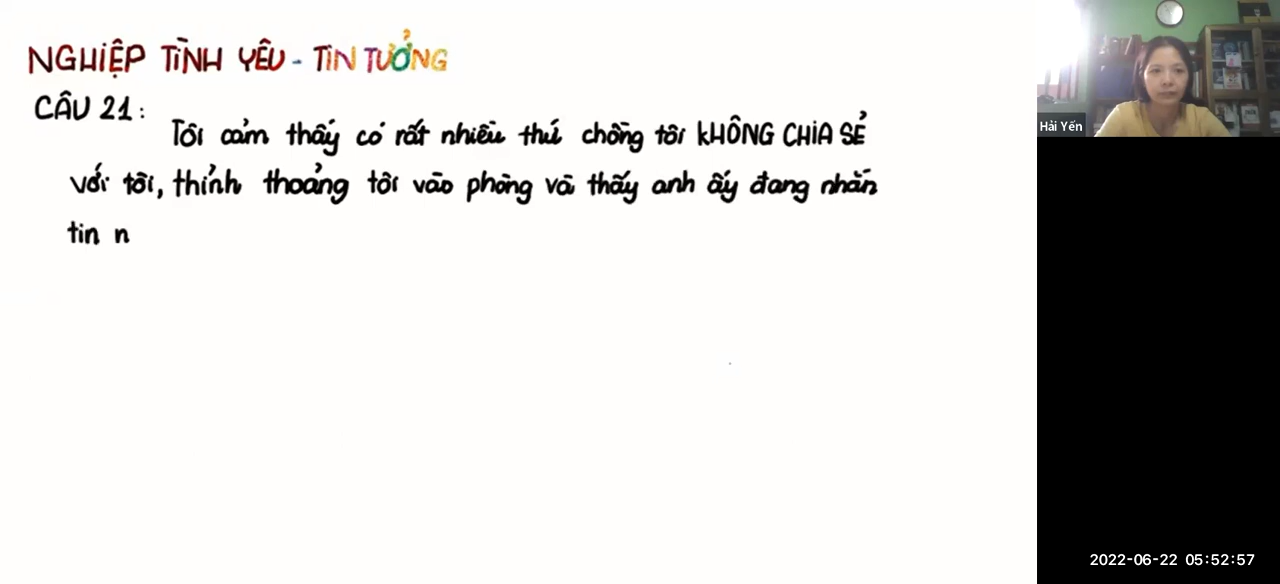 NGHIỆP TÌNH YÊU - TIN TƯỞNG
CÂU 21:
Tôi cảm thấy có rất nhiều thứ chồng tôi KHÔNG CHIA SẺ
với tôi, thỉnh thoảng tôi vào phòng và thấy anh ấy đang nhắn
tin n
Hải Yến
2022-06-22 05:52:57